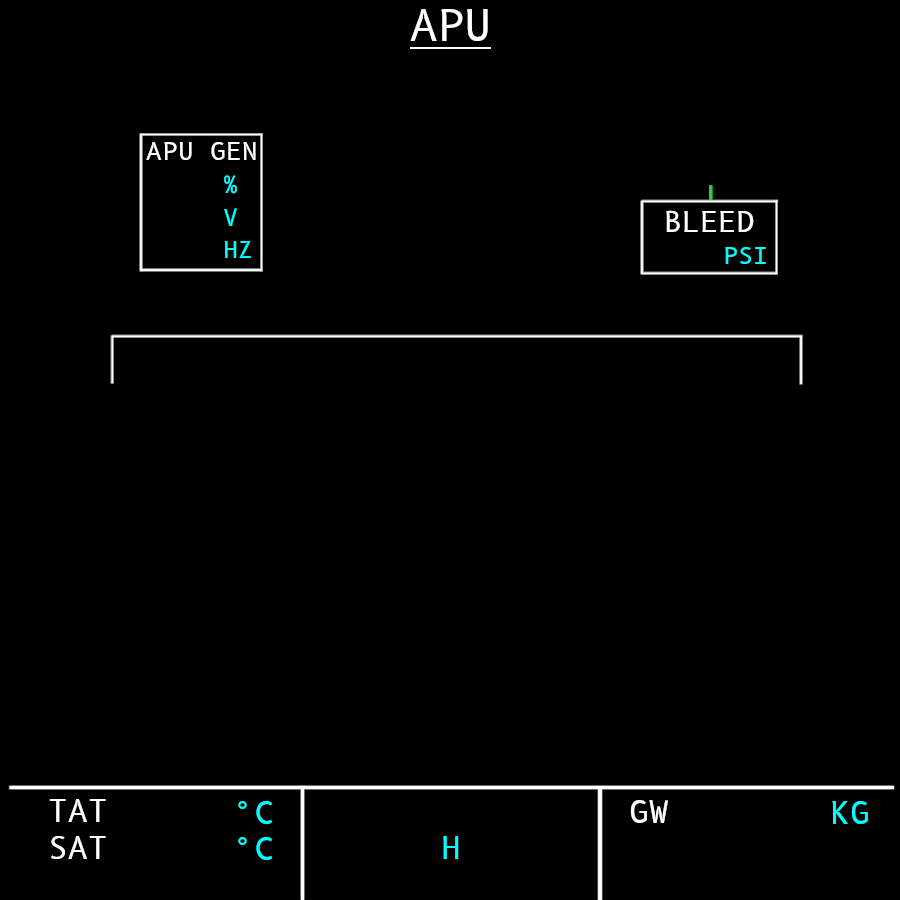 APU
APU GEN
%
V
HZ
BLEED
PSI
TAT °C
SAT °C
H
GW KG